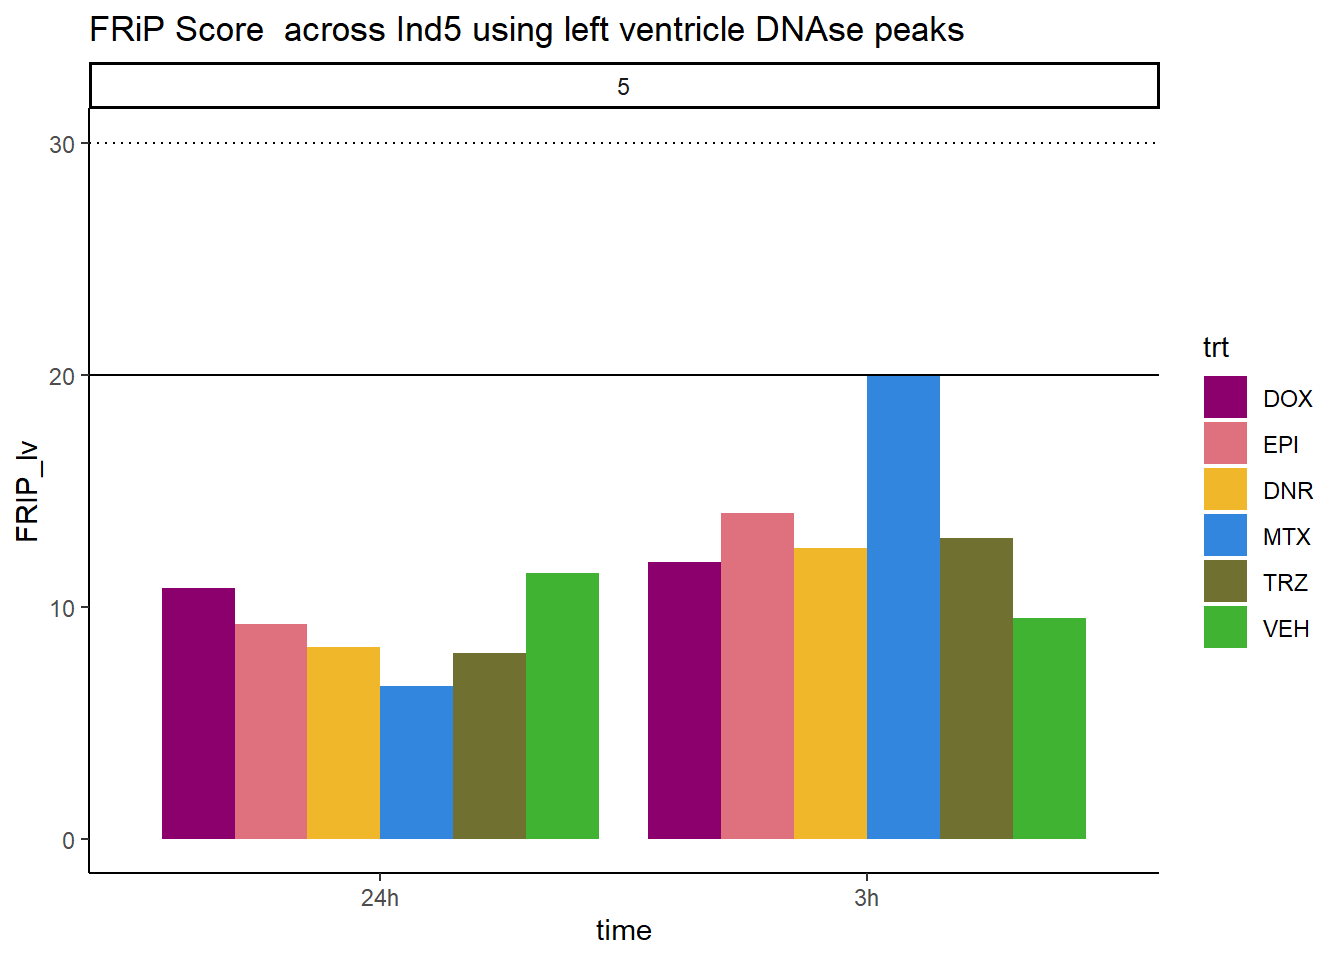 FRiP Score  across Ind5 using left ventricle DNAse peaks
5
30
20
10
0
FRIP_lv
24h
3h
time
trt
DOX
EPI
DNR
MTX
TRZ
VEH